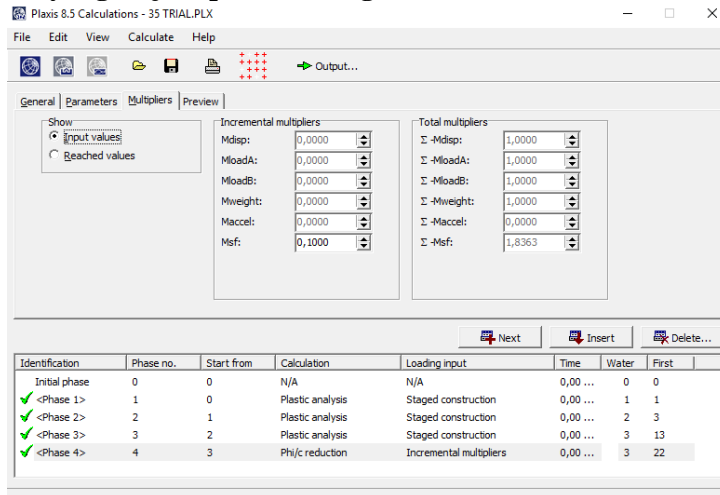 Plaxis 8.5 Calculations - 35 TRIAL.PLX
File Edit View Calculate Help
Output...
General Parameters Multipliers Preview
Show
Input values
Reached values
Incremental multipliers
Mdisp: 0,0000
MloadA: 0,0000
MloadB: 0,0000
Mweight: 0,0000
Maccel: 0,0000
Msf: 0,1000
Total multipliers
Σ -Mdisp: 1,0000
Σ -MloadA: 1,0000
Σ -MloadB: 1,0000
Σ -Mweight: 1,0000
Σ -Maccel: 0,0000
Σ -Msf: 1,8363
Next Insert Delete...
Identification Phase no. Start from Calculation Loading input Time Water First
Initial phase 0 0 N/A N/A 0,00 ... 0 0
<Phase 1> 1 0 Plastic analysis Staged construction 0,00 ... 1 1
<Phase 2> 2 1 Plastic analysis Staged construction 0,00 ... 2 3
<Phase 3> 3 2 Plastic analysis Staged construction 0,00 ... 3 13
<Phase 4> 4 3 Phi/c reduction Incremental multipliers 0,00 ... 3 22